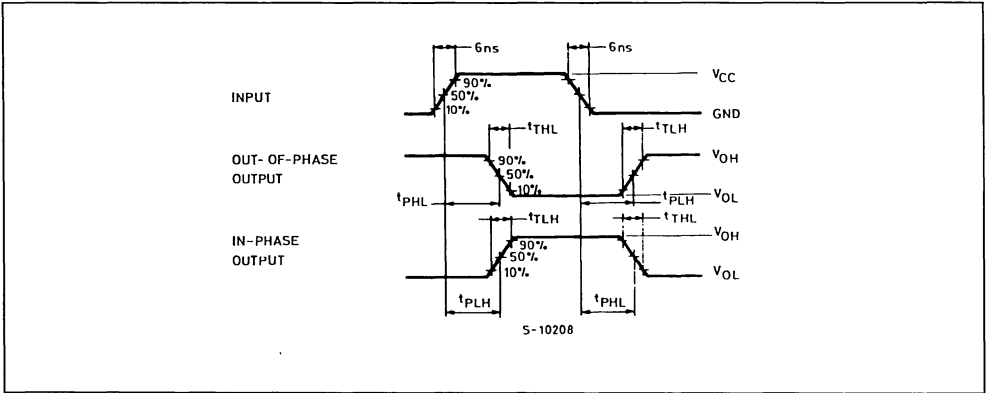 6ns 6ns
VCC
90%
INPUT
50%
10%
GND
tTHL tTLH
OUT-OF-PHASE
OUTPUT
90%
50%
10%
VOH
VOL
tPHL tPLH
tTLH tTHL
IN-PHASE
OUTPUT
90%
50%
10%
VOH
VOL
tPLH tPHL
S-10208